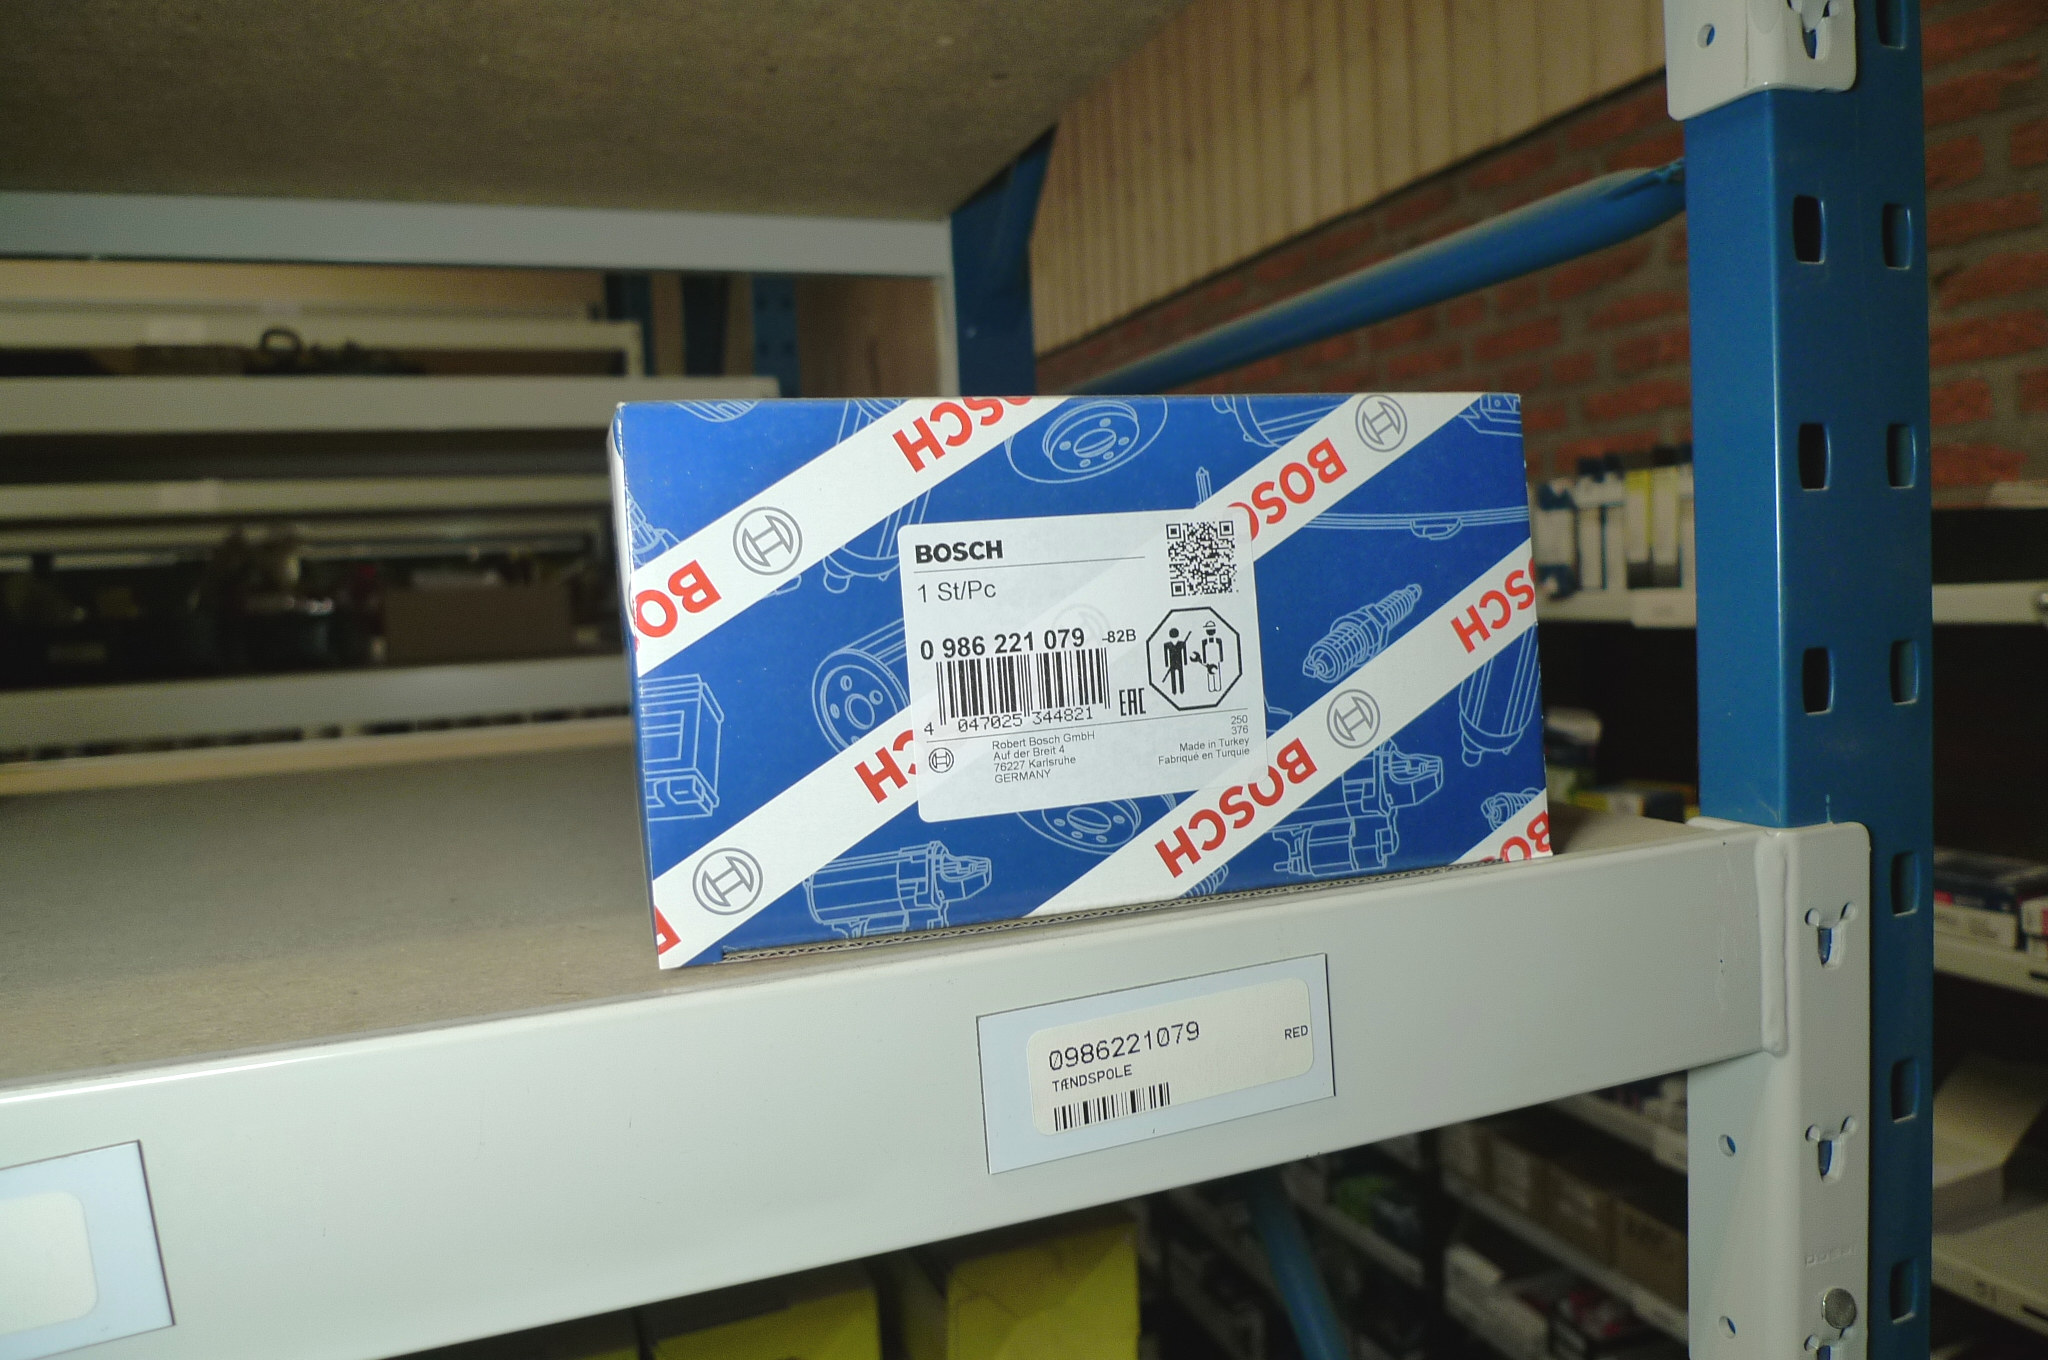 BOSCH
BOSCH
BOSCH
BOSCH
BOSCH
1 St/Pc
0 986 221 079 -82B
4 047025 344821
EAC
Robert Bosch GmbH
Auf der Breit 4
76227 Karlsruhe
GERMANY
250
376
Made in Turkey
Fabriqué en Turquie
BOSCH
0986221079
RED
TÆNDSPOLE